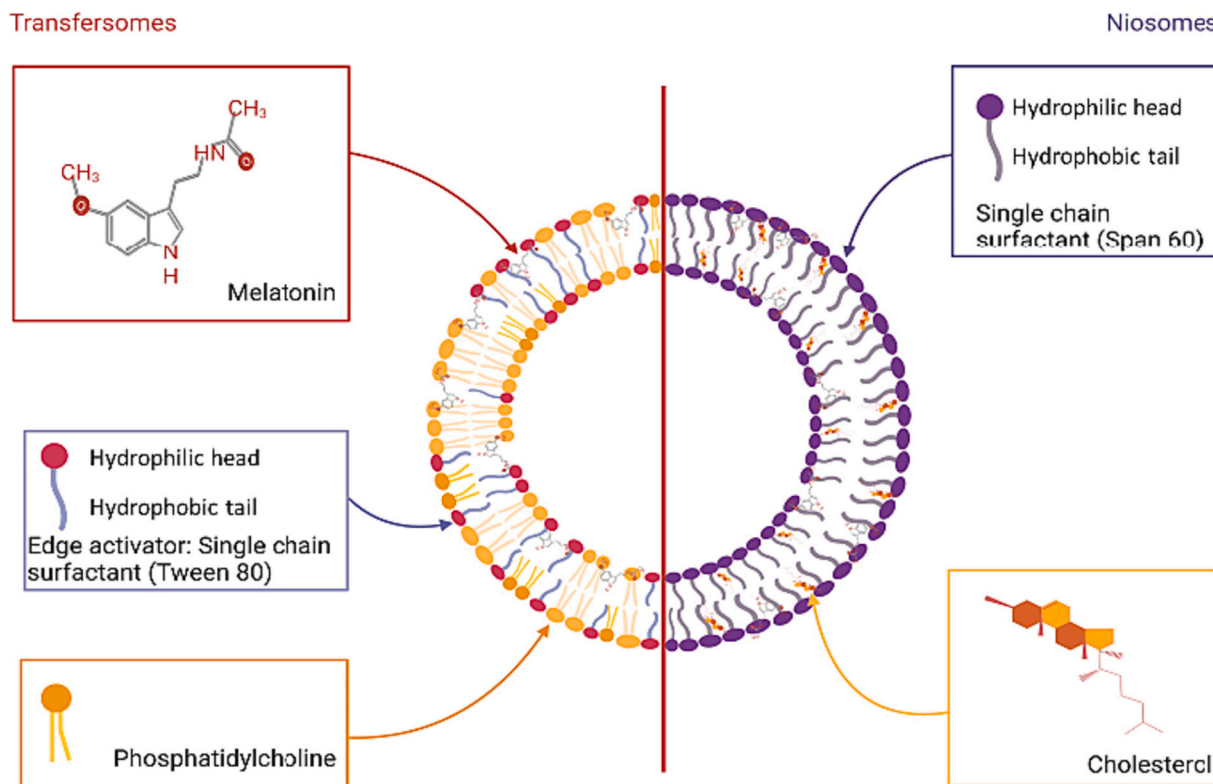 Transfersomes
Niosomes
CH₃
HN
O
CH₃
O
N
H
Melatonin
Hydrophilic head
Hydrophobic tail
Single chain
surfactant (Span 60)
Hydrophilic head
Hydrophobic tail
Edge activator: Single chain
surfactant (Tween 80)
Phosphatidylcholine
Cholesterol